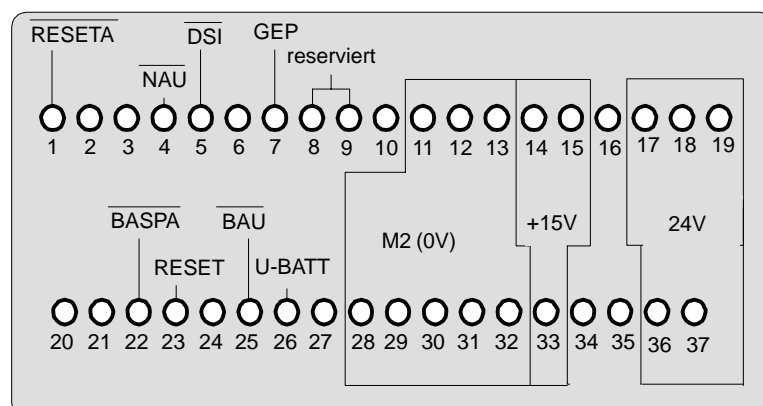 RESETA DSI GEP
NAU reserviert
1 2 3 4 5 6 7 8 9 10 11 12 13 14 15 16 17 18 19
BASPA BAU M2 (0V) +15V 24V
RESET U-BATT
20 21 22 23 24 25 26 27 28 29 30 31 32 33 34 35 36 37